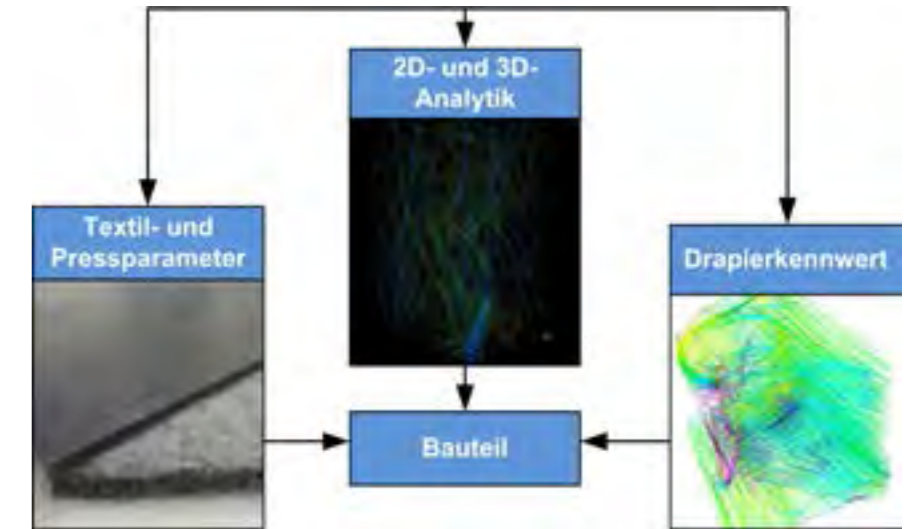 2D- und 3D-
Analytik
Textil- und
Pressparameter
Drapierkennwert
Bauteil